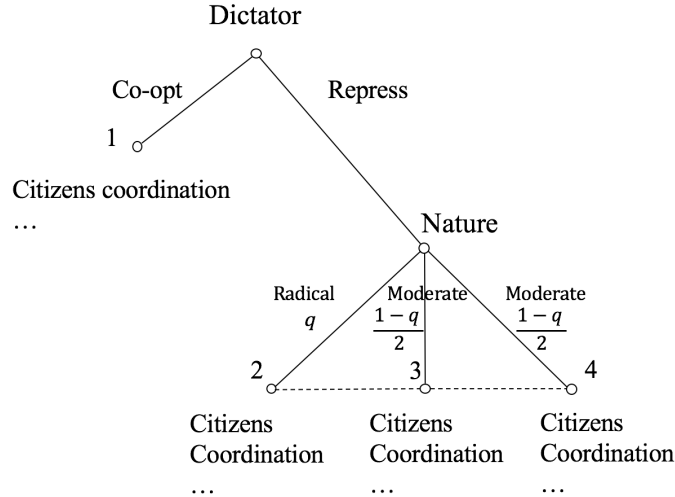 Dictator
Co-opt
Repress
1
Citizens coordination
…
Nature
Radical
q
Moderate
1 − q
2
Moderate
1 − q
2
2
3
4
Citizens
Coordination
…
Citizens
Coordination
…
Citizens
Coordination
…